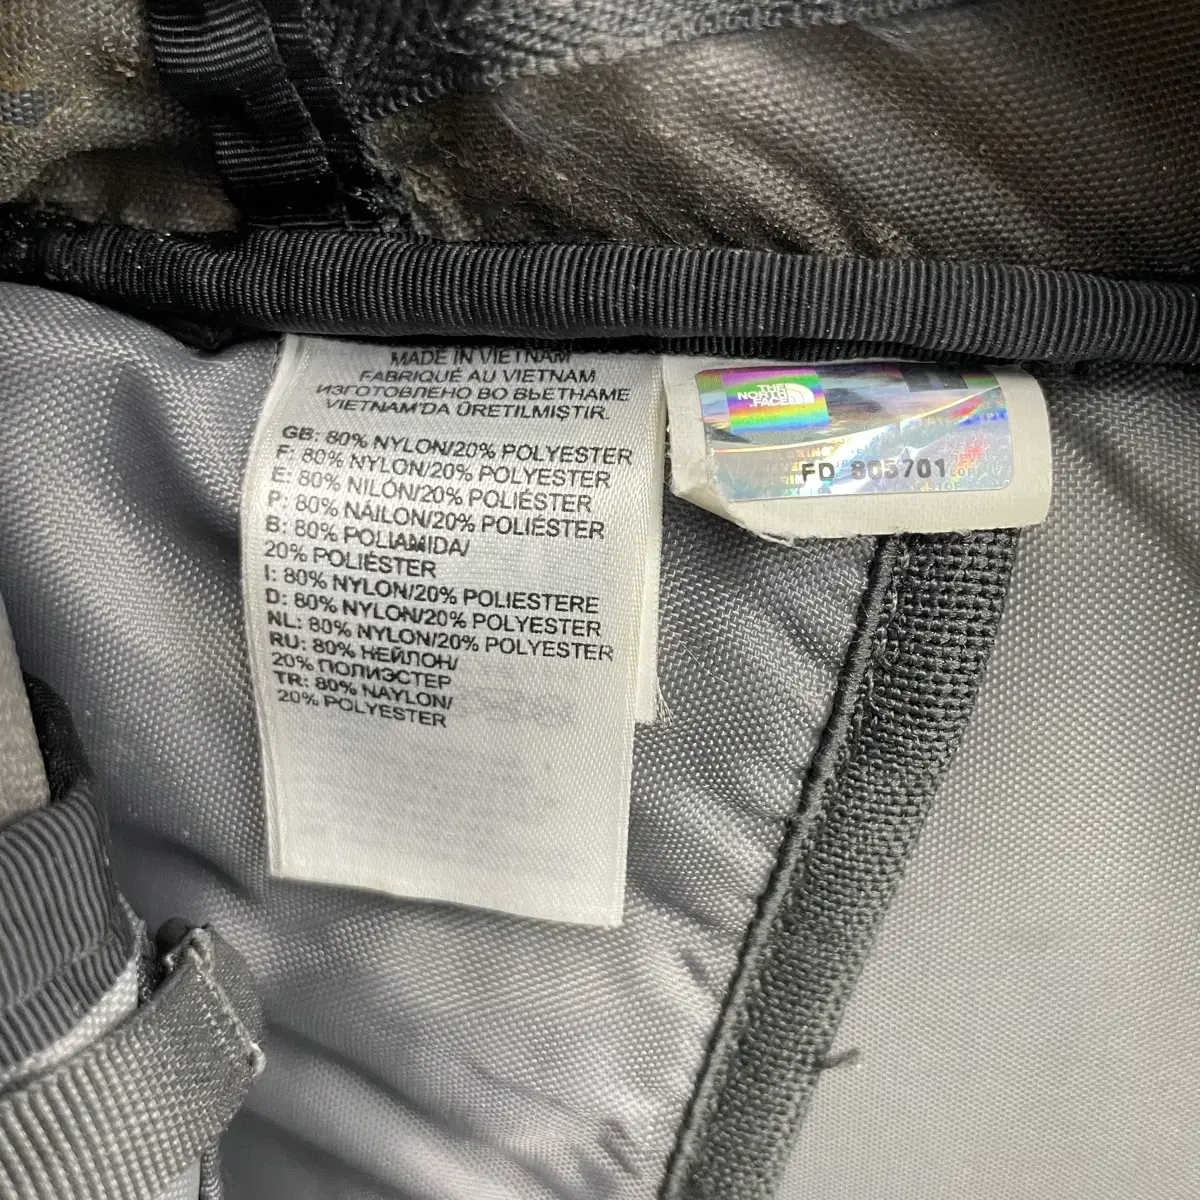 MADE IN VIETNAM
FABRIQUÉ AU VIETNAM
ИЗГОТОВЛЕНО ВО ВЬЕТНАМЕ
VIETNAM'DA ÜRETILMIŞTIR.
GB: 80% NYLON/20% POLYESTER
F: 80% NYLON/20% POLYESTER
E: 80% NILÓN/20% POLIÉSTER
P: 80% NÁILON/20% POLIÉSTER
B: 80% POLIAMIDA/
20% POLIÉSTER
I: 80% NYLON/20% POLIESTERE
D: 80% NYLON/20% POLYESTER
NL: 80% NYLON/20% POLYESTER
RU: 80% НЕЙЛОН/
20% ПОЛИЭСТЕР
TR: 80% NAYLON/
20% POLYESTER
THE
NORTH
FACE
FD 805701